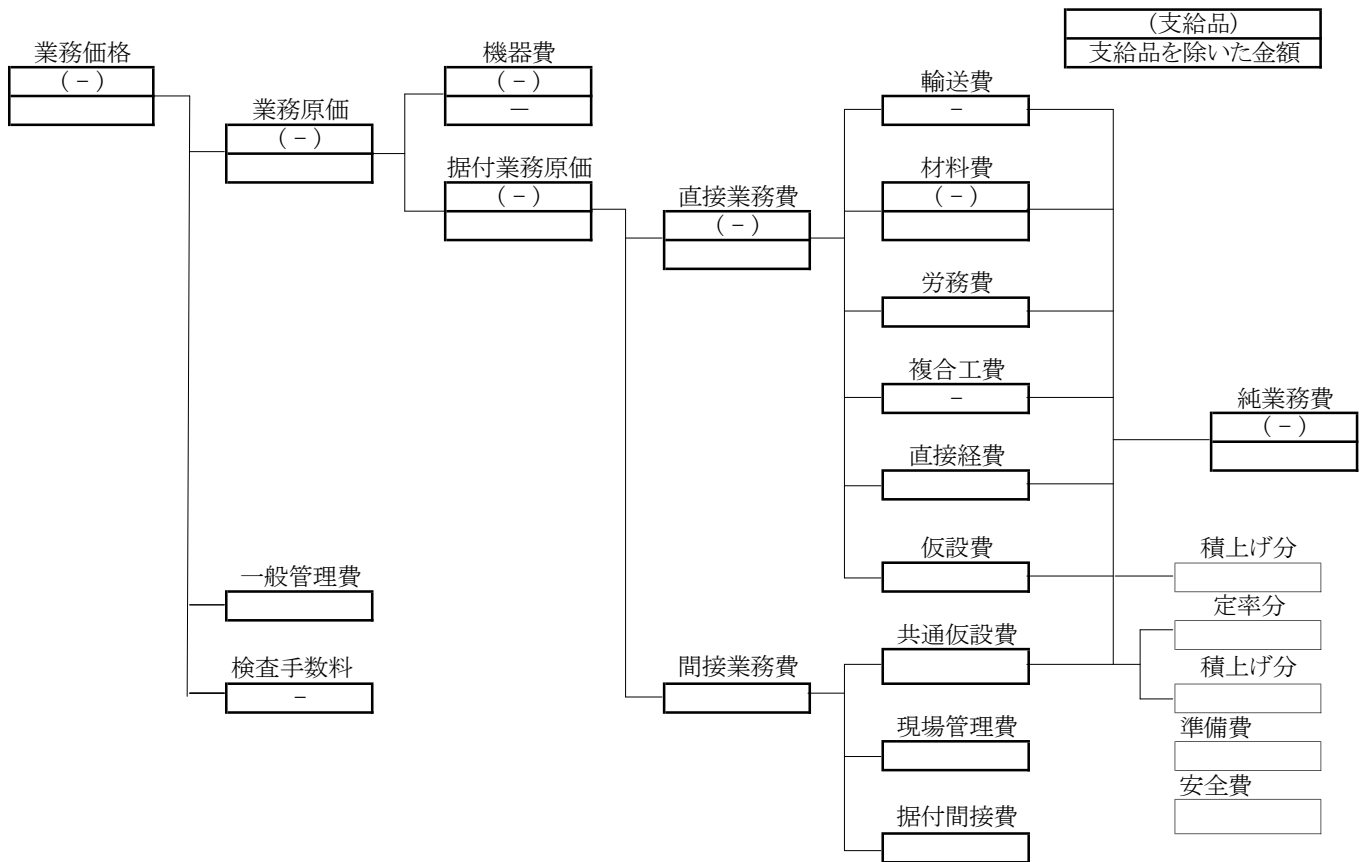 (支給品)
支給品を除いた金額
業務価格
(-)
業務原価
(-)
一般管理費
検査手数料
-
機器費
(-)
-
据付業務原価
(-)
直接業務費
(-)
間接業務費
輸送費
-
材料費
(-)
労務費
複合工費
-
直接経費
仮設費
共通仮設費
現場管理費
据付間接費
純業務費
(-)
積上げ分
定率分
積上げ分
準備費
安全費